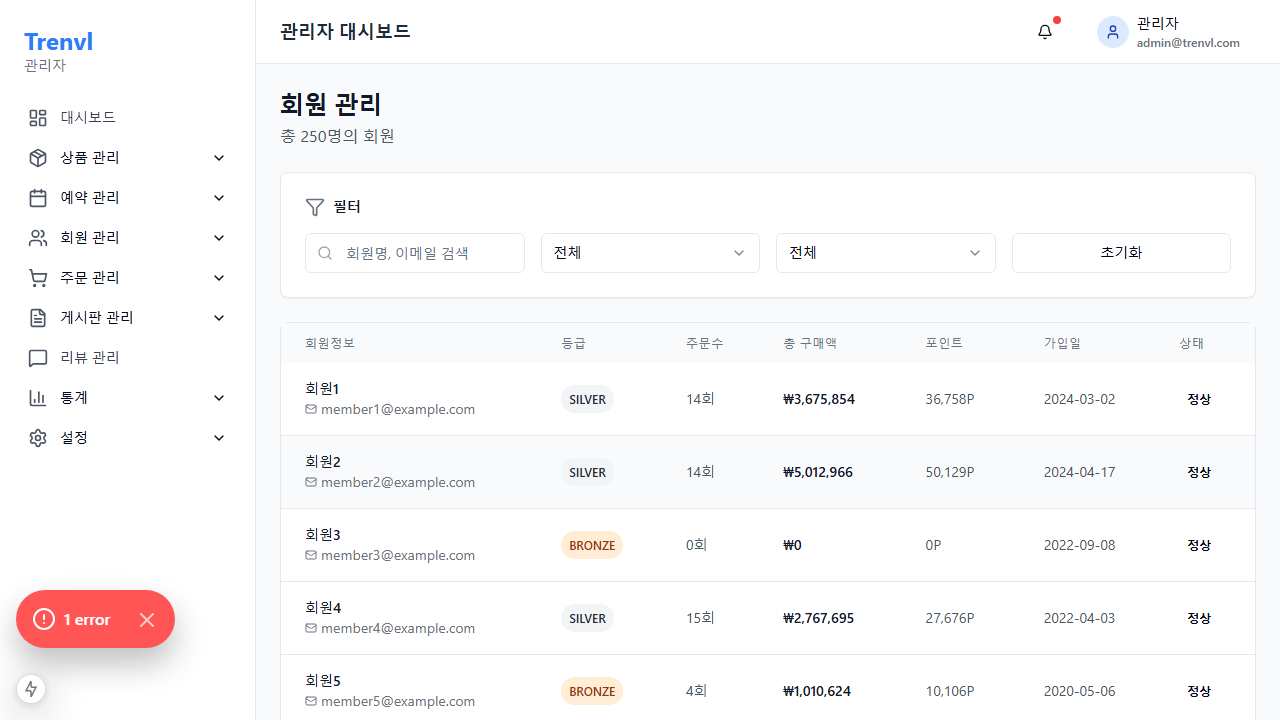 Trenvl
관리자
대시보드
상품 관리
예약 관리
회원 관리
주문 관리
게시판 관리
리뷰 관리
통계
설정
1 error
관리자 대시보드
관리자
admin@trenvl.com
회원 관리
총 250명의 회원
필터
회원명, 이메일 검색
전체
전체
초기화
회원정보 등급 주문수 총 구매액 포인트 가입일 상태
회원1
member1@example.com
SILVER 14회 ₩3,675,854 36,758P 2024-03-02 정상
회원2
member2@example.com
SILVER 14회 ₩5,012,966 50,129P 2024-04-17 정상
회원3
member3@example.com
BRONZE 0회 ₩0 0P 2022-09-08 정상
회원4
member4@example.com
SILVER 15회 ₩2,767,695 27,676P 2022-04-03 정상
회원5
member5@example.com
BRONZE 4회 ₩1,010,624 10,106P 2020-05-06 정상